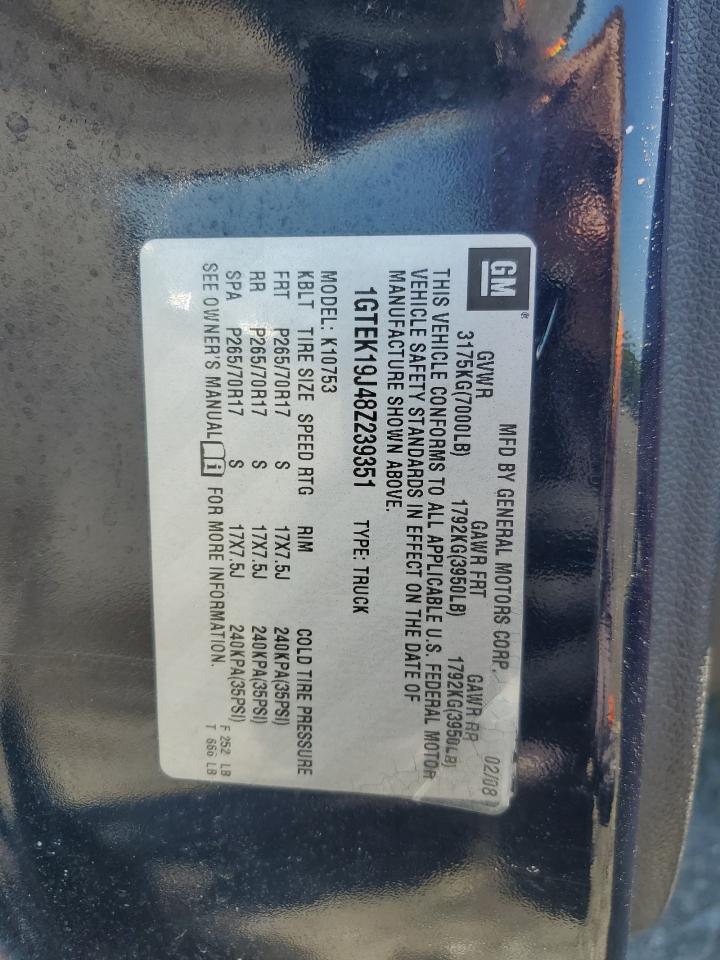 GM®
MFD BY GENERAL MOTORS CORP. 02/08
GVWR GAWR FRT GAWR RR
3175KG(7000LB) 1792KG(3950LB) 1792KG(3950LB)
THIS VEHICLE CONFORMS TO ALL APPLICABLE U.S. FEDERAL MOTOR
VEHICLE SAFETY STANDARDS IN EFFECT ON THE DATE OF
MANUFACTURE SHOWN ABOVE.
1GTEK19J48Z239351 TYPE: TRUCK
MODEL: K10753
KBLT TIRE SIZE SPEED RTG RIM COLD TIRE PRESSURE
FRT P265/70R17 S 17X7.5J 240KPA(35PSI)
RR P265/70R17 S 17X7.5J 240KPA(35PSI)
SPA P265/70R17 S 17X7.5J 240KPA(35PSI)
SEE OWNER'S MANUAL i FOR MORE INFORMATION.
F 252 LB
T 666 LB